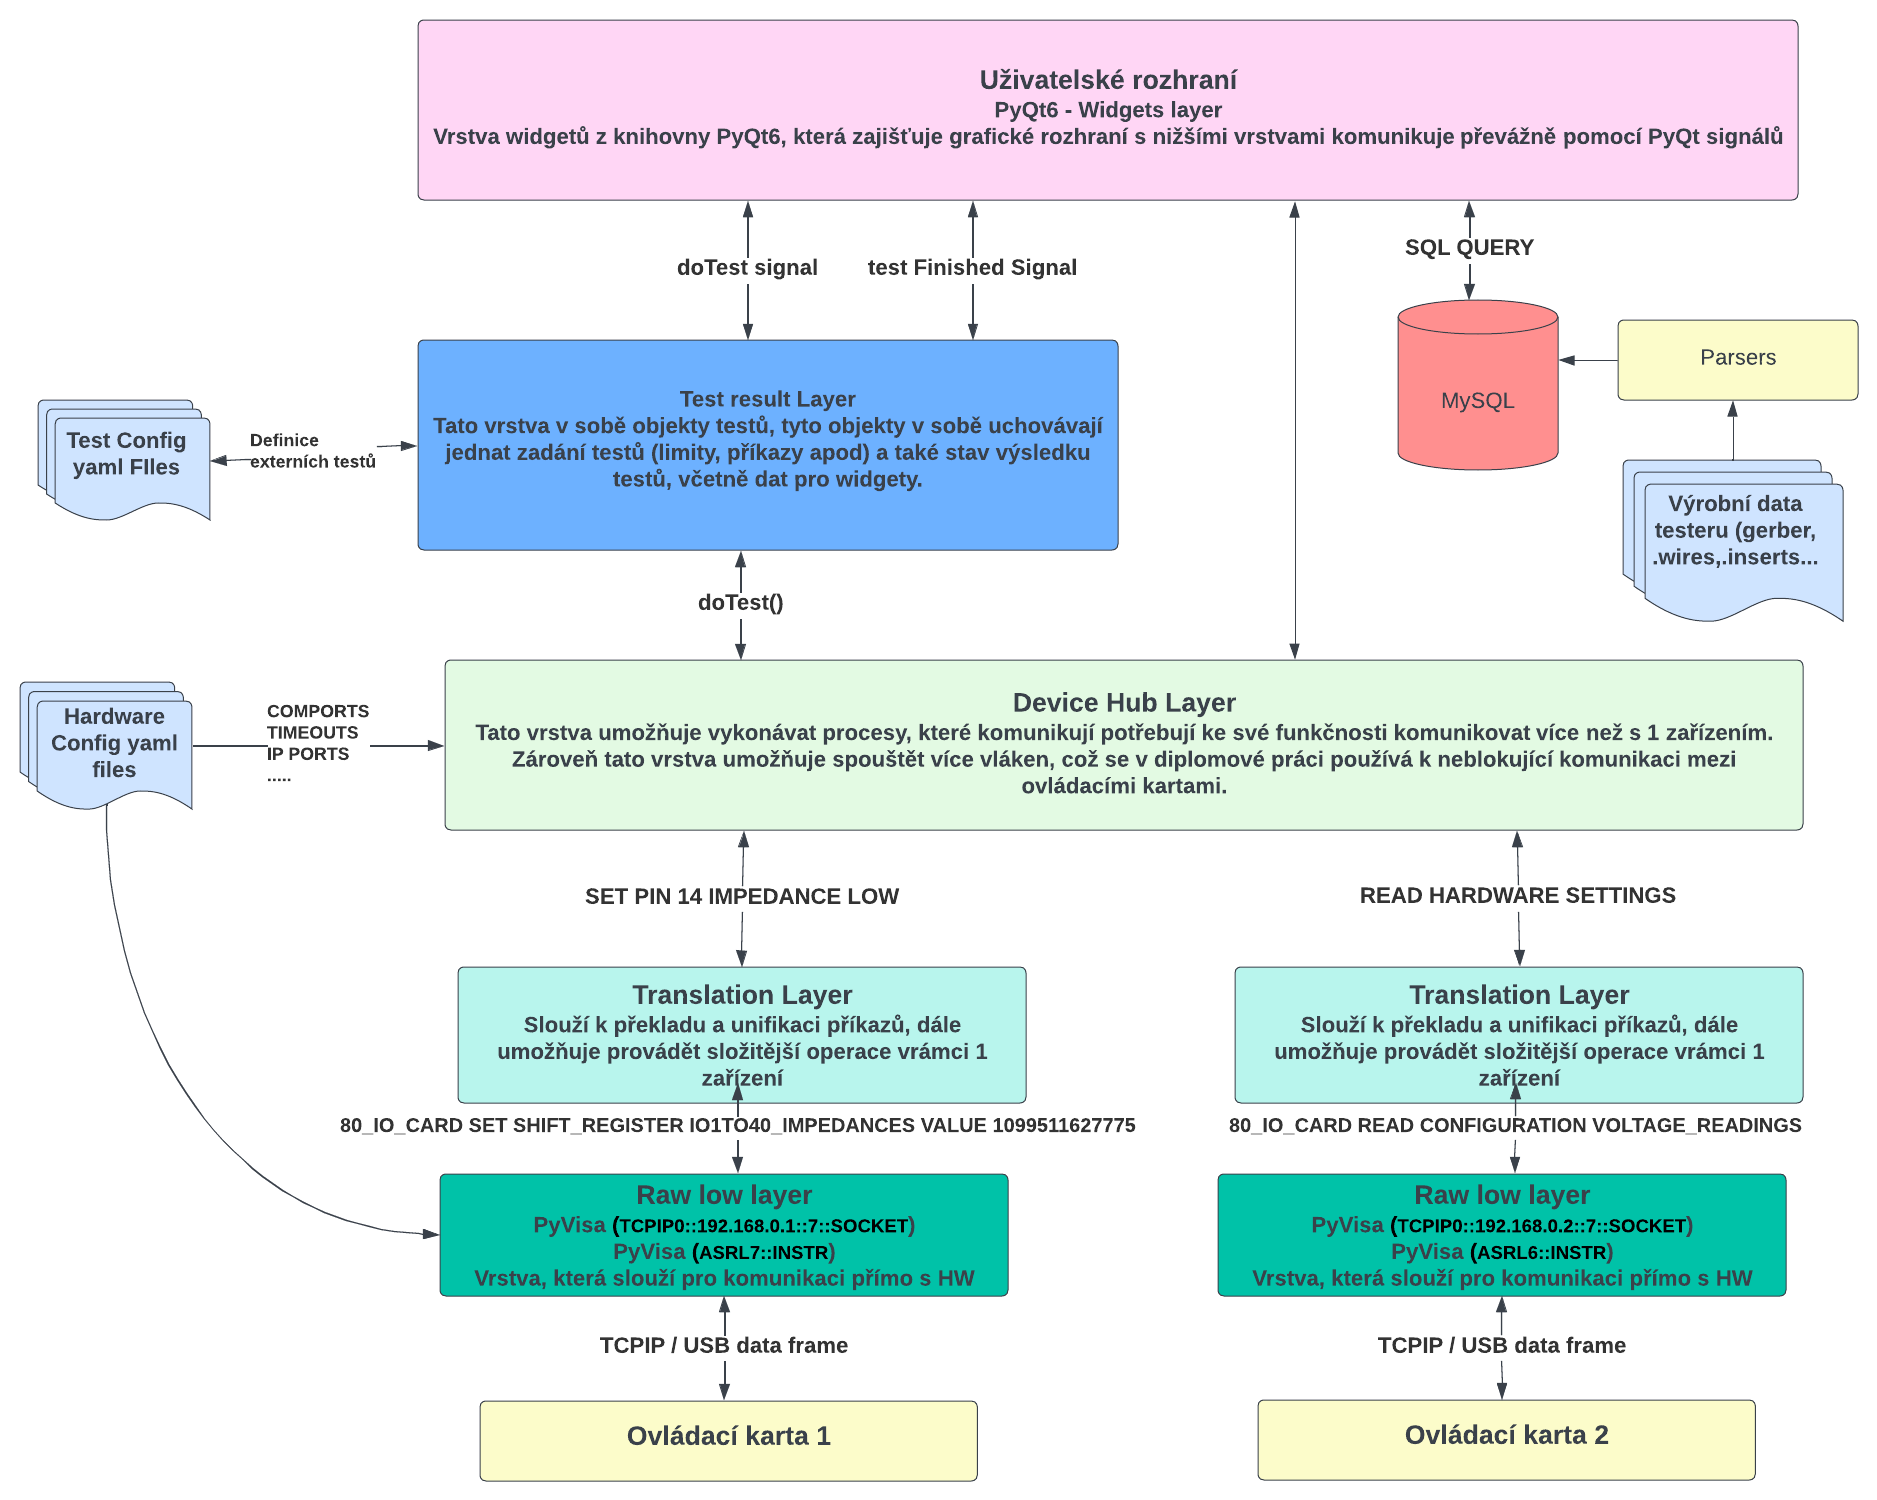 Uživatelské rozhraní
PyQt6 - Widgets layer
Vrstva widgetů z knihovny PyQt6, která zajišťuje grafické rozhraní s nižšími vrstvami komunikuje převážně pomocí PyQt signálů
doTest signal
test Finished Signal
SQL QUERY
MySQL
Parsers
Výrobní data
testeru (gerber,
.wires,.inserts...
Test Config
yaml FIles
Definice
externích testů
Test result Layer
Tato vrstva v sobě objekty testů, tyto objekty v sobě uchovávají
jednat zadání testů (limity, příkazy apod) a také stav výsledku
testů, včetně dat pro widgety.
doTest()
Hardware
Config yaml
files
COMPORTS
TIMEOUTS
IP PORTS
.....
Device Hub Layer
Tato vrstva umožňuje vykonávat procesy, které komunikují potřebují ke své funkčnosti komunikovat více než s 1 zařízením.
Zároveň tato vrstva umožňuje spouštět více vláken, což se v diplomové práci používá k neblokující komunikaci mezi
ovládacími kartami.
SET PIN 14 IMPEDANCE LOW
READ HARDWARE SETTINGS
Translation Layer
Slouží k překladu a unifikaci příkazů, dále
umožňuje provádět složitější operace vrámci 1
zařízení
Translation Layer
Slouží k překladu a unifikaci příkazů, dále
umožňuje provádět složitější operace vrámci 1
zařízení
80_IO_CARD SET SHIFT_REGISTER IO1TO40_IMPEDANCES VALUE 1099511627775
80_IO_CARD READ CONFIGURATION VOLTAGE_READINGS
Raw low layer
PyVisa (TCPIP0::192.168.0.1::7::SOCKET)
PyVisa (ASRL7::INSTR)
Vrstva, která slouží pro komunikaci přímo s HW
Raw low layer
PyVisa (TCPIP0::192.168.0.2::7::SOCKET)
PyVisa (ASRL6::INSTR)
Vrstva, která slouží pro komunikaci přímo s HW
TCPIP / USB data frame
TCPIP / USB data frame
Ovládací karta 1
Ovládací karta 2